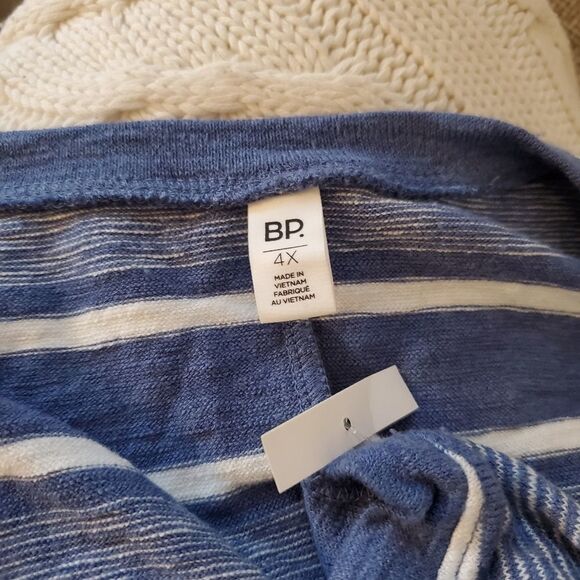 BP.
4X
MADE IN
VIETNAM
FABRIQUÉ
AU VIETNAM